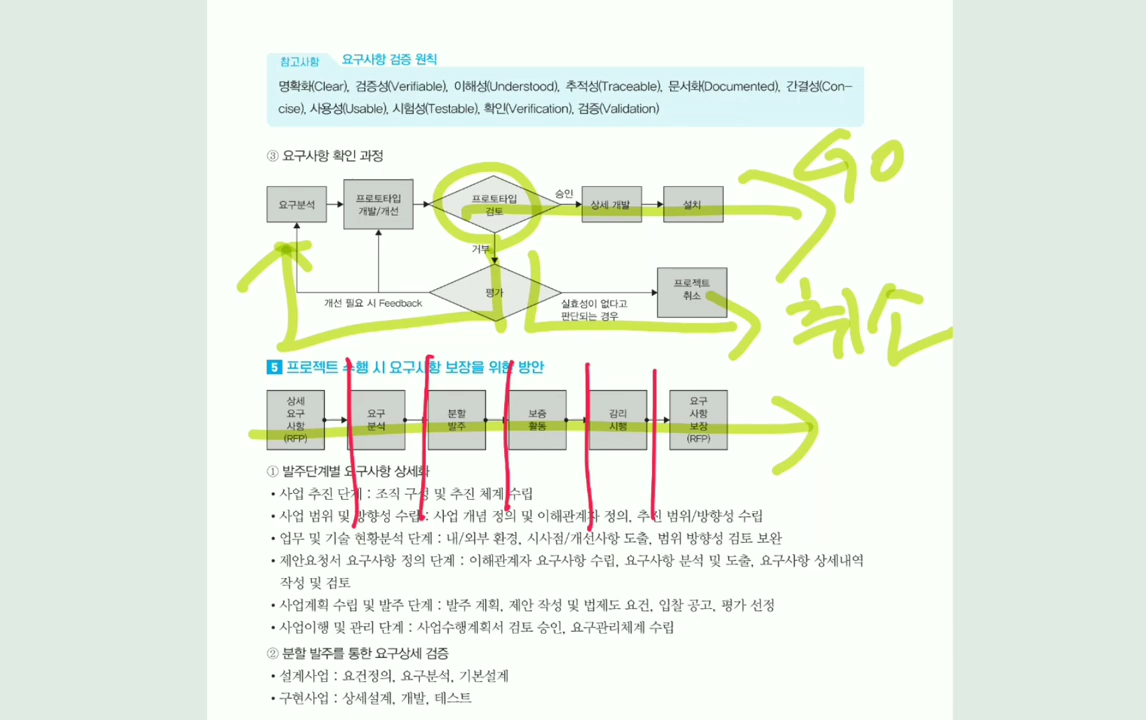 참고사항 요구사항 검증 원칙
명확화(Clear), 검증성(Verifiable), 이해성(Understood), 추적성(Traceable), 문서화(Documented), 간결성(Con-
cise), 사용성(Usable), 시험성(Testable), 확인(Verification), 검증(Validation)
③ 요구사항 확인 과정
요구분석
프로토타입
개발/개선
프로토타입
검토
승인
상세 개발
설치
GO
거부
개선 필요 시 Feedback
평가
실효성이 없다고
판단되는 경우
프로젝트
취소
취소
5 프로젝트 수행 시 요구사항 보장을 위한 방안
상세
요구
사항
(RFP)
요구
분석
분할
발주
보증
활동
감리
시행
요구
사항
보장
(RFP)
① 발주단계별 요구사항 상세화
• 사업 추진 단계 : 조직 구성 및 추진 체계 수립
• 사업 범위 및 방향성 수립 : 사업 개념 정의 및 이해관계자 정의, 추진 범위/방향성 수립
• 업무 및 기술 현황분석 단계 : 내/외부 환경, 시사점/개선사항 도출, 범위 방향성 검토 보완
• 제안요청서 요구사항 정의 단계 : 이해관계자 요구사항 수립, 요구사항 분석 및 도출, 요구사항 상세내역
작성 및 검토
• 사업계획 수립 및 발주 단계 : 발주 계획, 제안 작성 및 법제도 요건, 입찰 공고, 평가 선정
• 사업이행 및 관리 단계 : 사업수행계획서 검토 승인, 요구관리체계 수립
② 분할 발주를 통한 요구상세 검증
• 설계사업 : 요건정의, 요구분석, 기본설계
• 구현사업 : 상세설계, 개발, 테스트